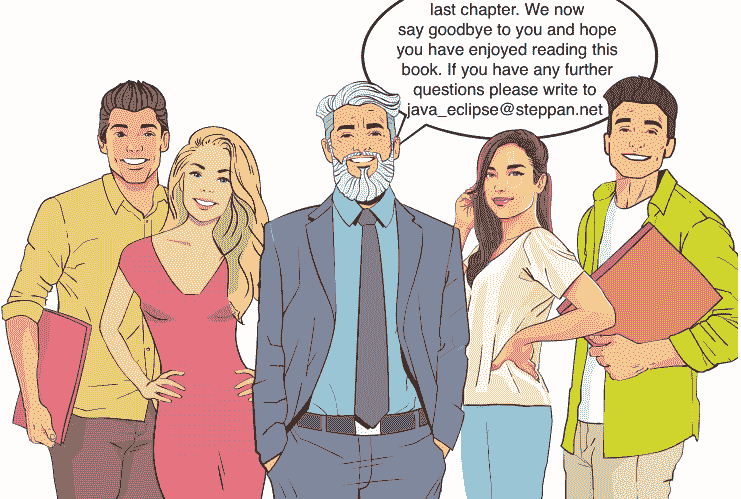 last chapter. We now
say goodbye to you and hope
you have enjoyed reading this
book. If you have any further
questions please write to
java_eclipse@steppan.net